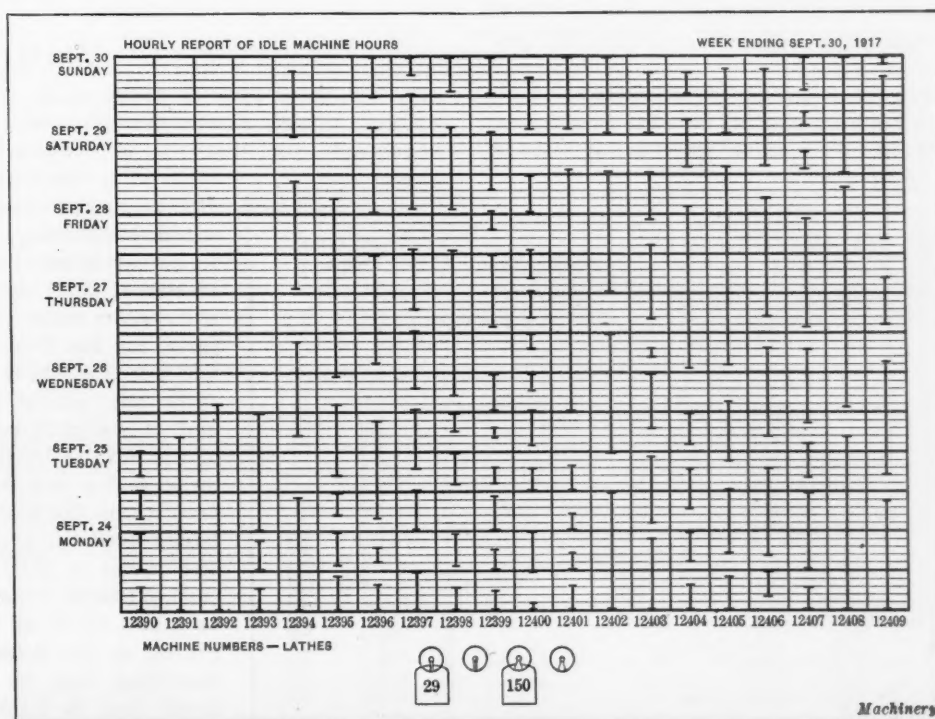 HOURLY REPORT OF IDLE MACHINE HOURS WEEK ENDING SEPT. 30, 1917
SEPT. 30
SUNDAY
SEPT. 29
SATURDAY
SEPT. 28
FRIDAY
SEPT. 27
THURSDAY
SEPT. 26
WEDNESDAY
SEPT. 25
TUESDAY
SEPT. 24
MONDAY
12390 12391 12392 12393 12394 12395 12396 12397 12398 12399 12400 12401 12402 12403 12404 12405 12406 12407 12408 12409
MACHINE NUMBERS — LATHES
29 150
Machinery